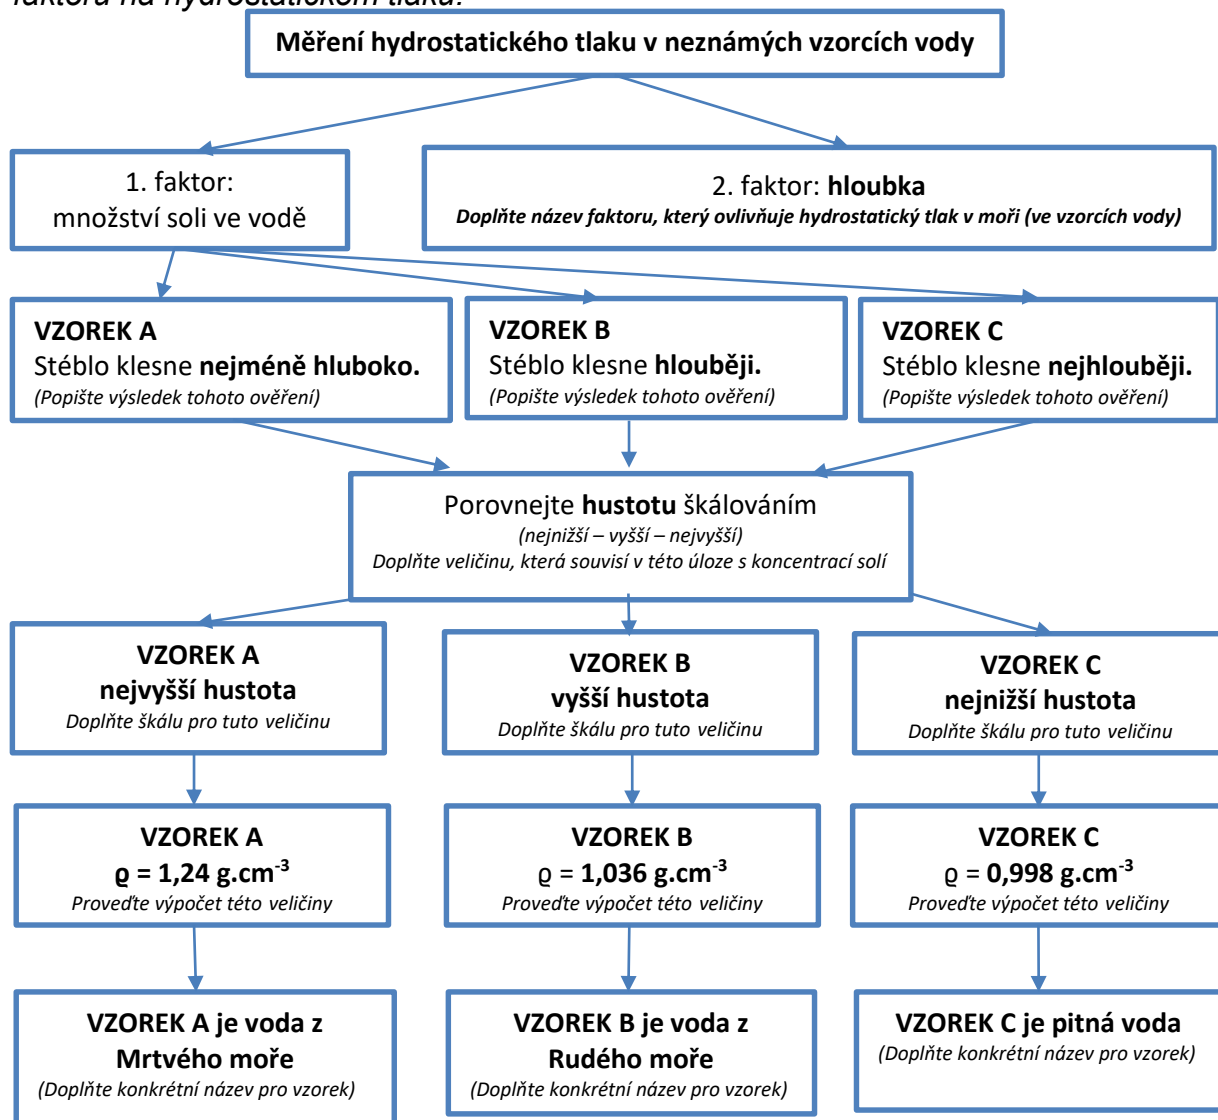 faktorů na hydrostatickém tlaku.
Měření hydrostatického tlaku v neznámých vzorcích vody
1. faktor:
množství soli ve vodě
2. faktor: hloubka
Doplňte název faktoru, který ovlivňuje hydrostatický tlak v moři (ve vzorcích vody)
VZOREK A
Stéblo klesne nejméně hluboko.
(Popište výsledek tohoto ověření)
VZOREK B
Stéblo klesne hlouběji.
(Popište výsledek tohoto ověření)
VZOREK C
Stéblo klesne nejhlouběji.
(Popište výsledek tohoto ověření)
Porovnejte hustotu škálováním
(nejnižší – vyšší – nejvyšší)
Doplňte veličinu, která souvisí v této úloze s koncentrací solí
VZOREK A
nejvyšší hustota
Doplňte škálu pro tuto veličinu
VZOREK B
vyšší hustota
Doplňte škálu pro tuto veličinu
VZOREK C
nejnižší hustota
Doplňte škálu pro tuto veličinu
VZOREK A
ϱ = 1,24 g.cm⁻³
Proveďte výpočet této veličiny
VZOREK B
ϱ = 1,036 g.cm⁻³
Proveďte výpočet této veličiny
VZOREK C
ϱ = 0,998 g.cm⁻³
Proveďte výpočet této veličiny
VZOREK A je voda z
Mrtvého moře
(Doplňte konkrétní název pro vzorek)
VZOREK B je voda z
Rudého moře
(Doplňte konkrétní název pro vzorek)
VZOREK C je pitná voda
(Doplňte konkrétní název pro vzorek)